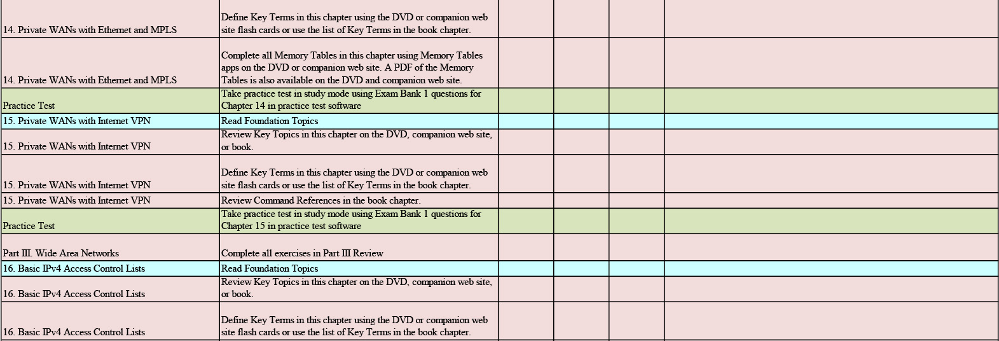 Define Key Terms in this chapter using the DVD or companion web
14. Private WANs with Ethernet and MPLS site flash cards or use the list of Key Terms in the book chapter.
Complete all Memory Tables in this chapter using Memory Tables
apps on the DVD or companion web site. A PDF of the Memory
14. Private WANs with Ethernet and MPLS Tables is also available on the DVD and companion web site.
Take practice test in study mode using Exam Bank 1 questions for
Practice Test Chapter 14 in practice test software
15. Private WANs with Internet VPN Read Foundation Topics
Review Key Topics in this chapter on the DVD, companion web site,
15. Private WANs with Internet VPN or book.
Define Key Terms in this chapter using the DVD or companion web
15. Private WANs with Internet VPN site flash cards or use the list of Key Terms in the book chapter.
15. Private WANs with Internet VPN Review Command References in the book chapter.
Take practice test in study mode using Exam Bank 1 questions for
Practice Test Chapter 15 in practice test software
Part III. Wide Area Networks Complete all exercises in Part III Review
16. Basic IPv4 Access Control Lists Read Foundation Topics
Review Key Topics in this chapter on the DVD, companion web site,
16. Basic IPv4 Access Control Lists or book.
Define Key Terms in this chapter using the DVD or companion web
16. Basic IPv4 Access Control Lists site flash cards or use the list of Key Terms in the book chapter.